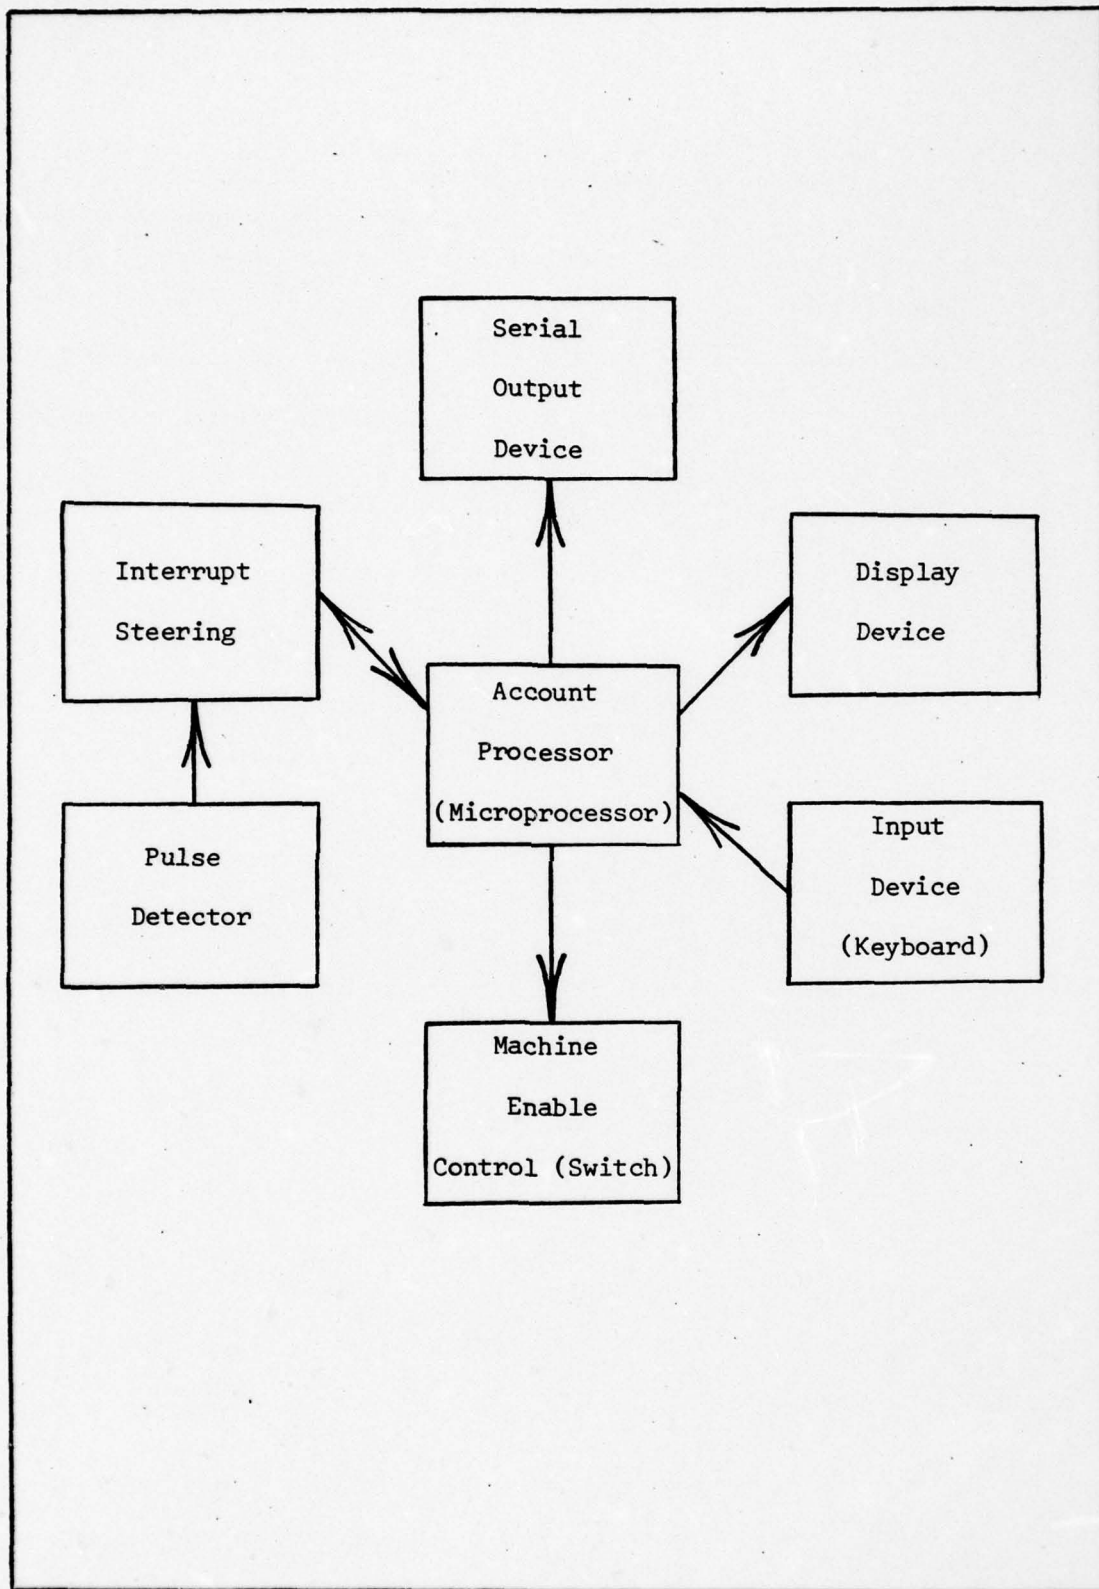 Serial
Output
Device
Interrupt
Steering
Display
Device
Account
Processor
(Microprocessor)
Pulse
Detector
Input
Device
(Keyboard)
Machine
Enable
Control (Switch)